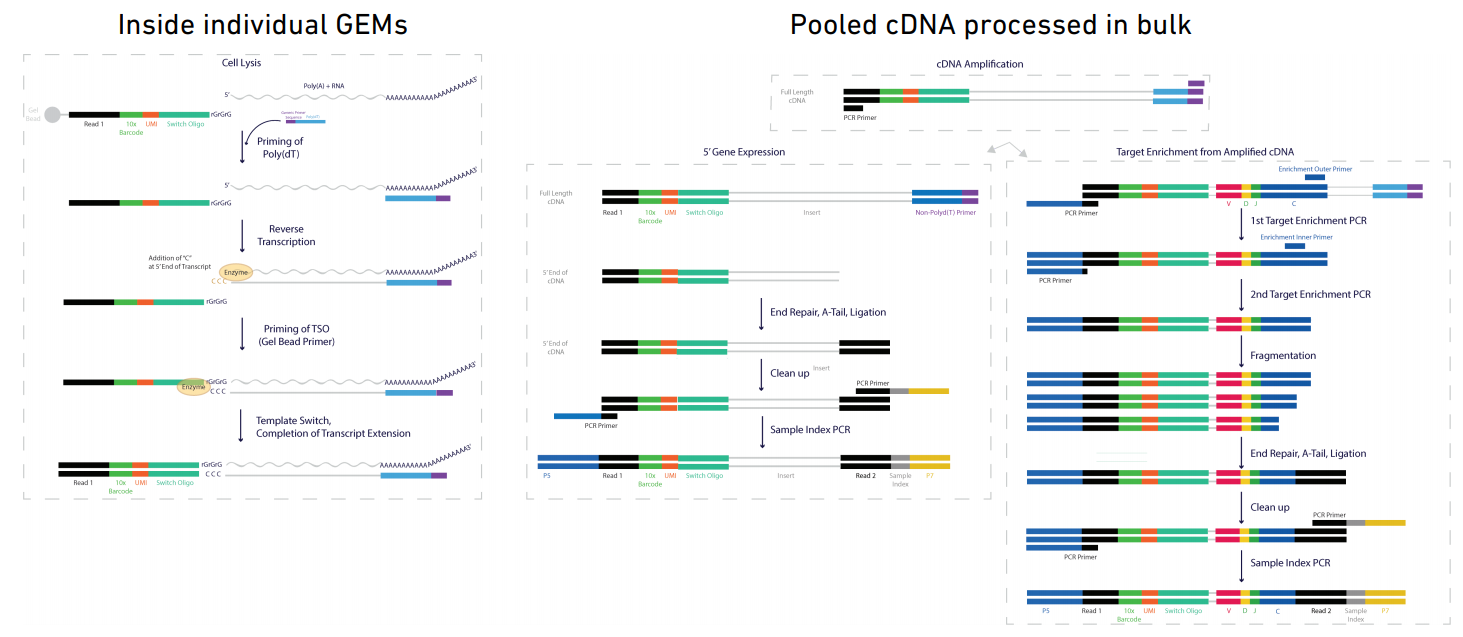 Inside individual GEMs
Cell Lysis
Poly(A) + RNA
5'
AAAAAAAAAAAAAAAAAA3'
Gel
Bead
rGrGrG
Read 1
10x
Barcode
UMI
Switch Oligo
Generic Primer
Sequence
Priming of
Poly(dT)
5'
rGrGrG
Reverse
Transcription
Addition of "C"
at 5' End of Transcript
Enzyme
C C C
rGrGrG
Priming of TSO
(Gel Bead Primer)
Enzyme
rGrGrG
C C C
Template Switch,
Completion of Transcript Extension
rGrGrG
C C C
Read 1
10x
Barcode
UMI
Switch Oligo
Pooled cDNA processed in bulk
cDNA Amplification
Full Length
cDNA
PCR Primer
5' Gene Expression
Full Length
cDNA
Read 1
10x
Barcode
UMI
Switch Oligo
Insert
Non-Polyd(T) Primer
5' End of
cDNA
End Repair, A-Tail, Ligation
5' End of
cDNA
Clean up
Insert
PCR Primer
PCR Primer
Sample Index PCR
P5
Read 1
10x
Barcode
UMI
Switch Oligo
Insert
Read 2
Sample
Index
P7
Target Enrichment from Amplified cDNA
Enrichment Outer Primer
V D J C
PCR Primer
1st Target Enrichment PCR
Enrichment Inner Primer
PCR Primer
2nd Target Enrichment PCR
Fragmentation
End Repair, A-Tail, Ligation
Clean up
PCR Primer
PCR Primer
Sample Index PCR
P5
Read 1
10x
Barcode
UMI
Switch Oligo
V D J C
Read 2
Sample
Index
P7